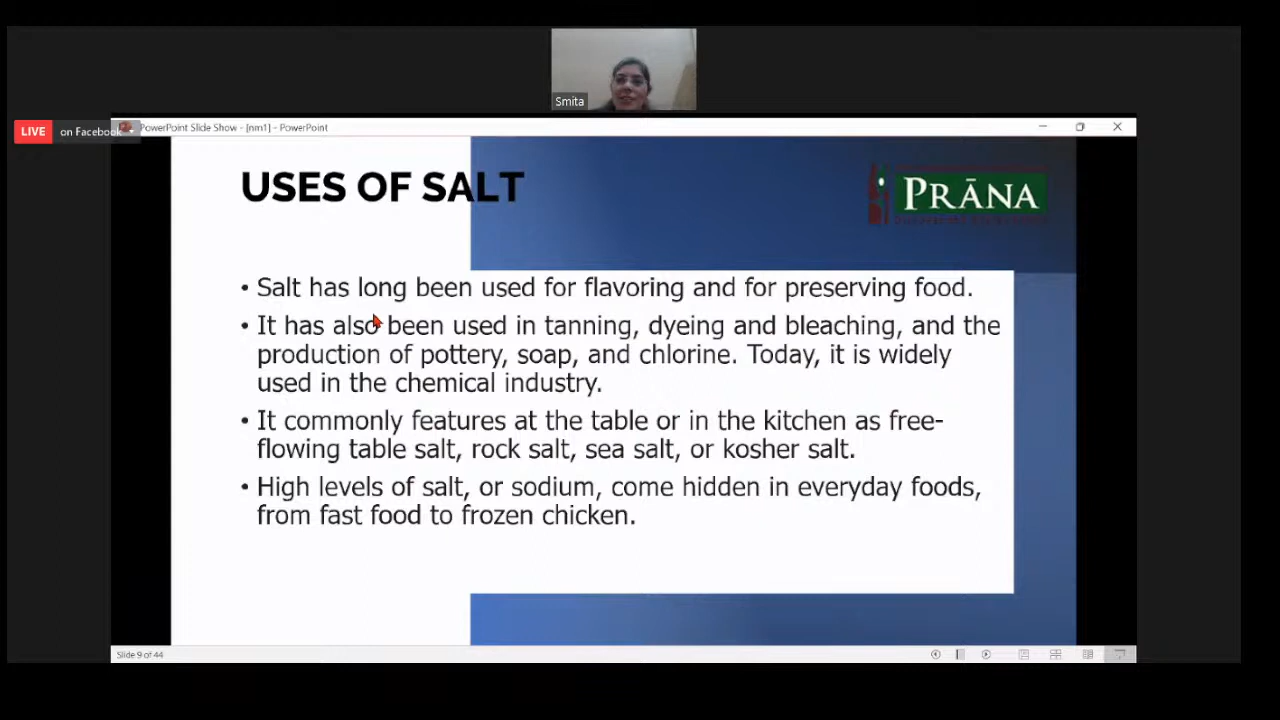 Smita
LIVE on Facebook
PowerPoint Slide Show - [nm1] - PowerPoint
USES OF SALT
PRĀNA
• Salt has long been used for flavoring and for preserving food.
• It has also been used in tanning, dyeing and bleaching, and the
production of pottery, soap, and chlorine. Today, it is widely
used in the chemical industry.
• It commonly features at the table or in the kitchen as free-
flowing table salt, rock salt, sea salt, or kosher salt.
• High levels of salt, or sodium, come hidden in everyday foods,
from fast food to frozen chicken.
Slide 9 of 44